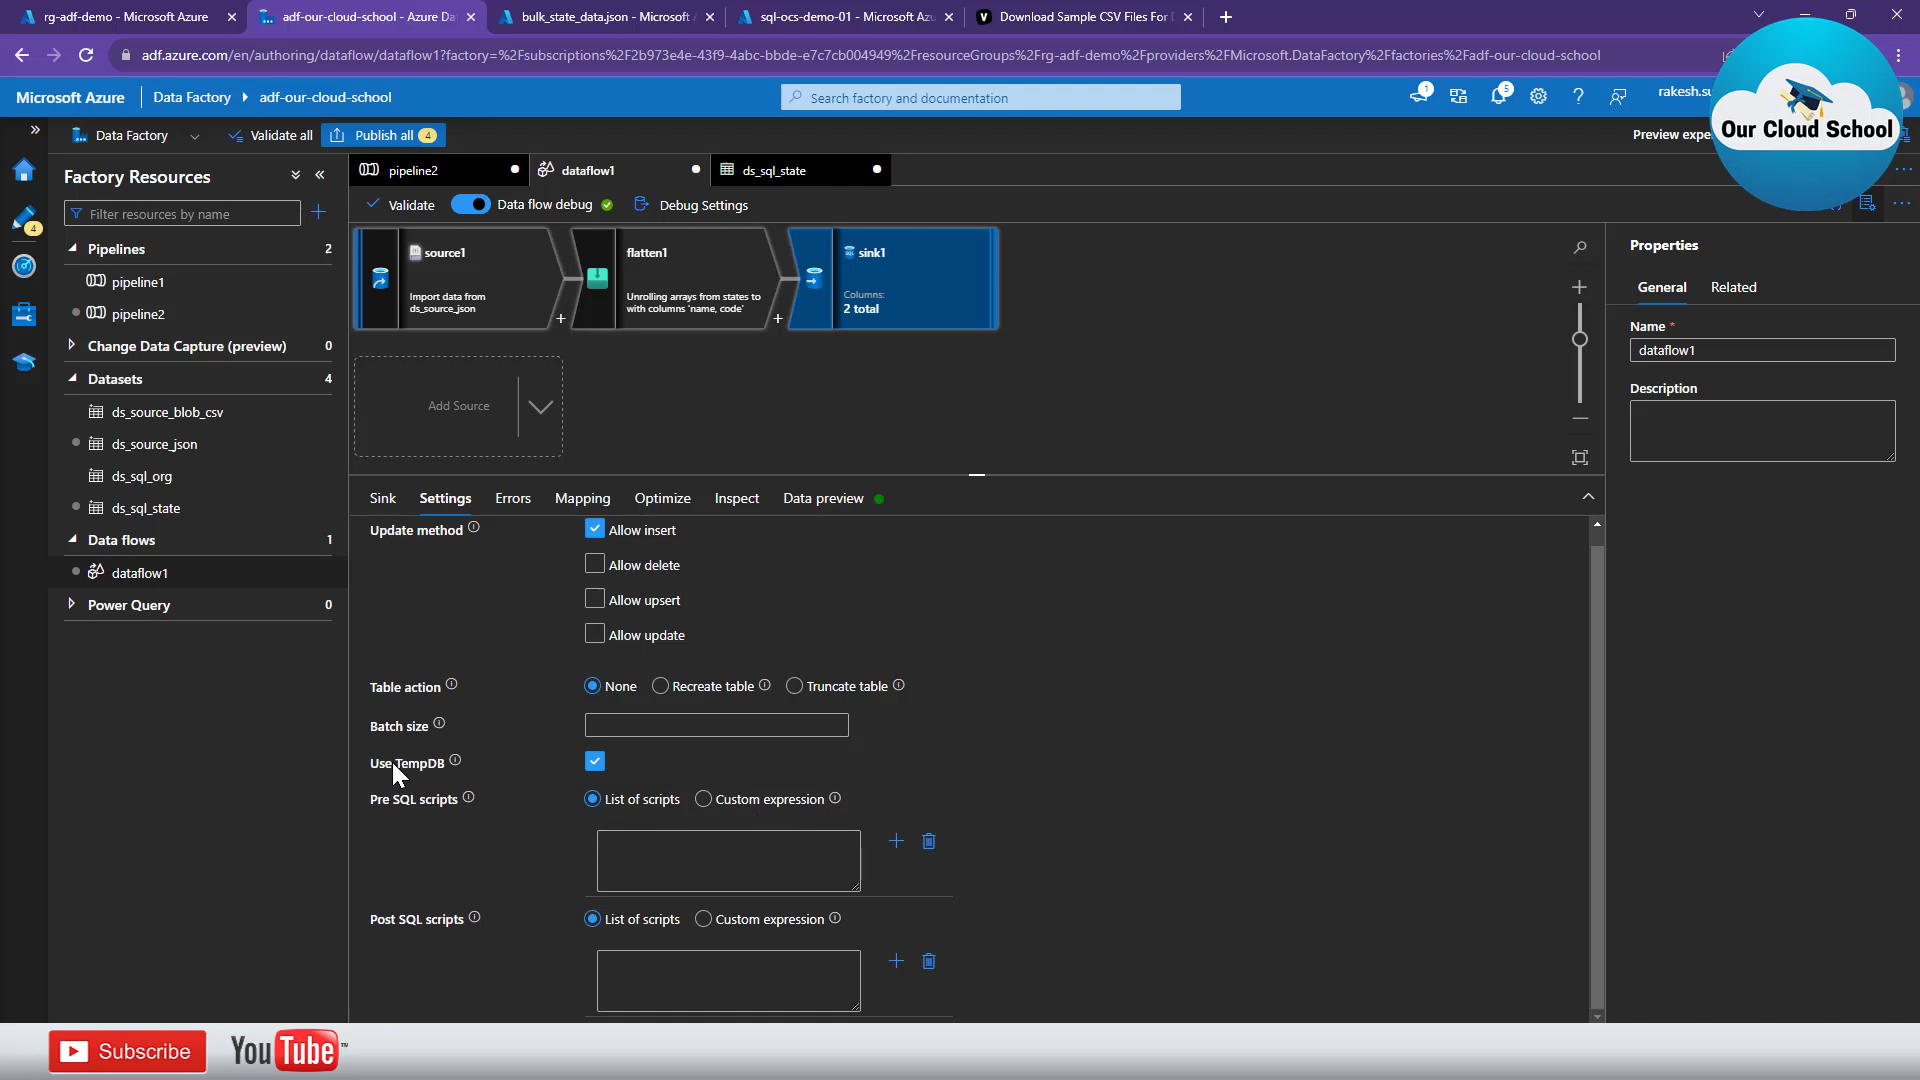 rg-adf-demo - Microsoft Azure
adf-our-cloud-school - Azure Da
bulk_state_data.json - Microsoft
sql-ocs-demo-01 - Microsoft Azu
Download Sample CSV Files For
adf.azure.com/en/authoring/dataflow/dataflow1?factory=%2Fsubscriptions%2F2b973e4e-43f9-4abc-bbde-e7c7cb004949%2FresourceGroups%2Frg-adf-demo%2Fproviders%2FMicrosoft.DataFactory%2Ffactories%2Fadf-our-cloud-school
Microsoft Azure
Data Factory
adf-our-cloud-school
Search factory and documentation
1
5
rakesh.su
Our Cloud School
Data Factory
Validate all
Publish all 4
Preview expe
Factory Resources
pipeline2
dataflow1
ds_sql_state
Validate
Data flow debug
Debug Settings
4
Filter resources by name
Pipelines 2
pipeline1
pipeline2
Change Data Capture (preview) 0
Datasets 4
ds_source_blob_csv
ds_source_json
ds_sql_org
ds_sql_state
Data flows 1
dataflow1
Power Query 0
source1
Import data from
ds_source_json
flatten1
Unrolling arrays from states to
with columns 'name, code'
sink1
Columns:
2 total
Add Source
Properties
General
Related
Name *
dataflow1
Description
Sink
Settings
Errors
Mapping
Optimize
Inspect
Data preview
Update method
Allow insert
Allow delete
Allow upsert
Allow update
Table action
None
Recreate table
Truncate table
Batch size
Use TempDB
Pre SQL scripts
List of scripts
Custom expression
Post SQL scripts
List of scripts
Custom expression
Subscribe
YouTube
TM